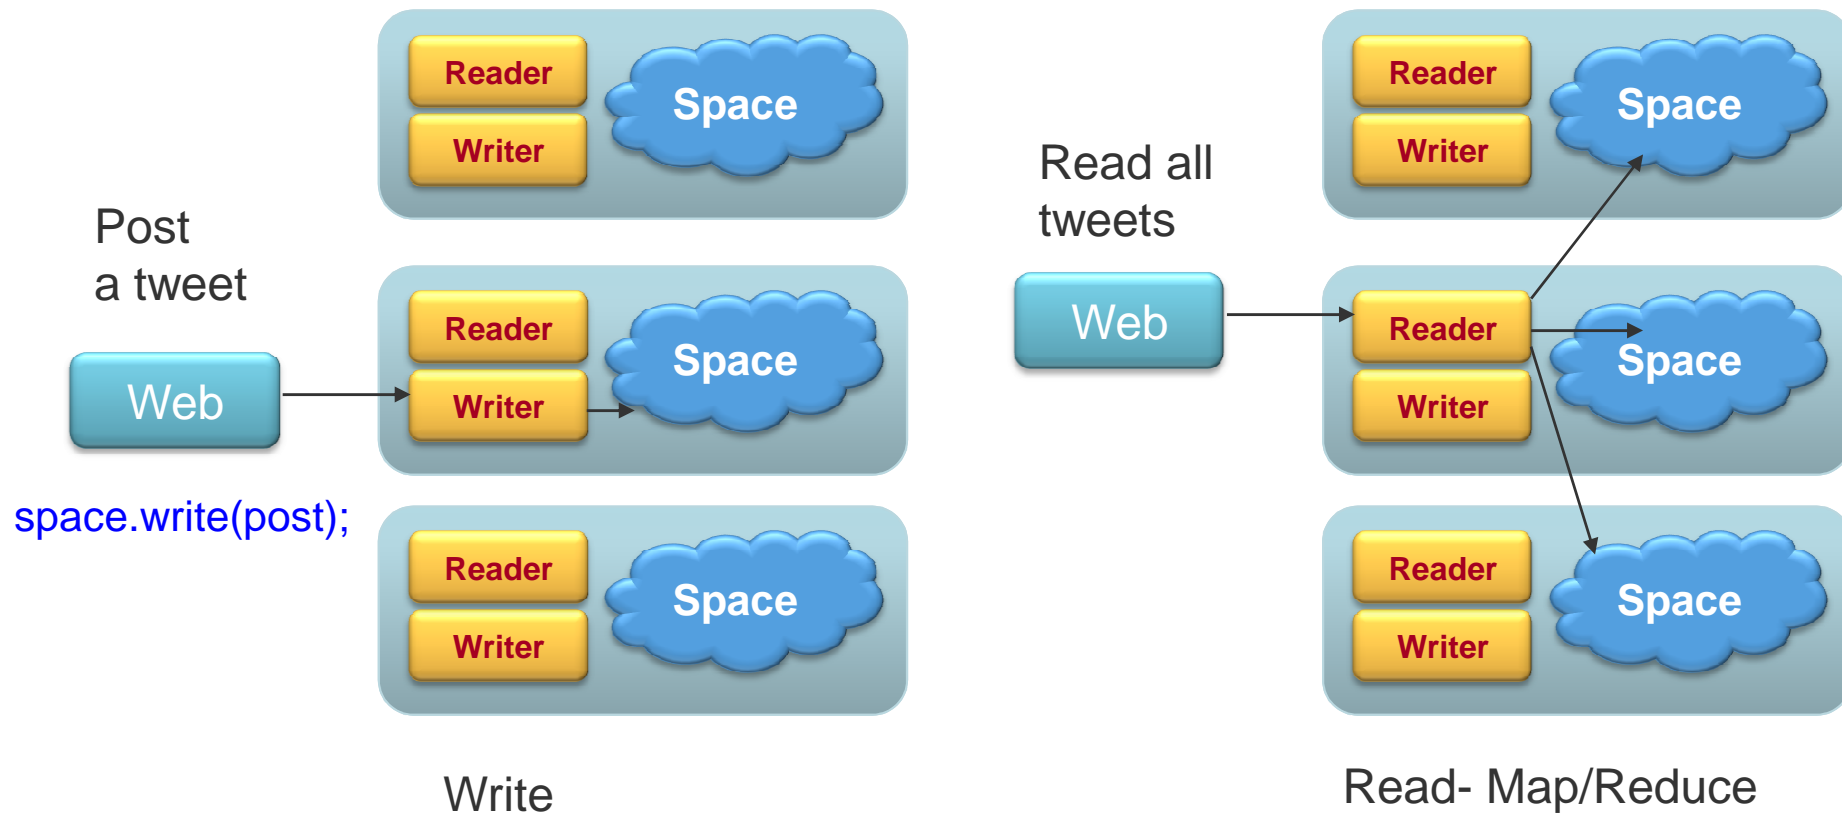 Post
a tweet
Web
space.write(post);
Reader
Writer
Space
Reader
Writer
Space
Reader
Writer
Space
Write
Read all
tweets
Web
Reader
Writer
Space
Reader
Writer
Space
Reader
Writer
Space
Read- Map/Reduce